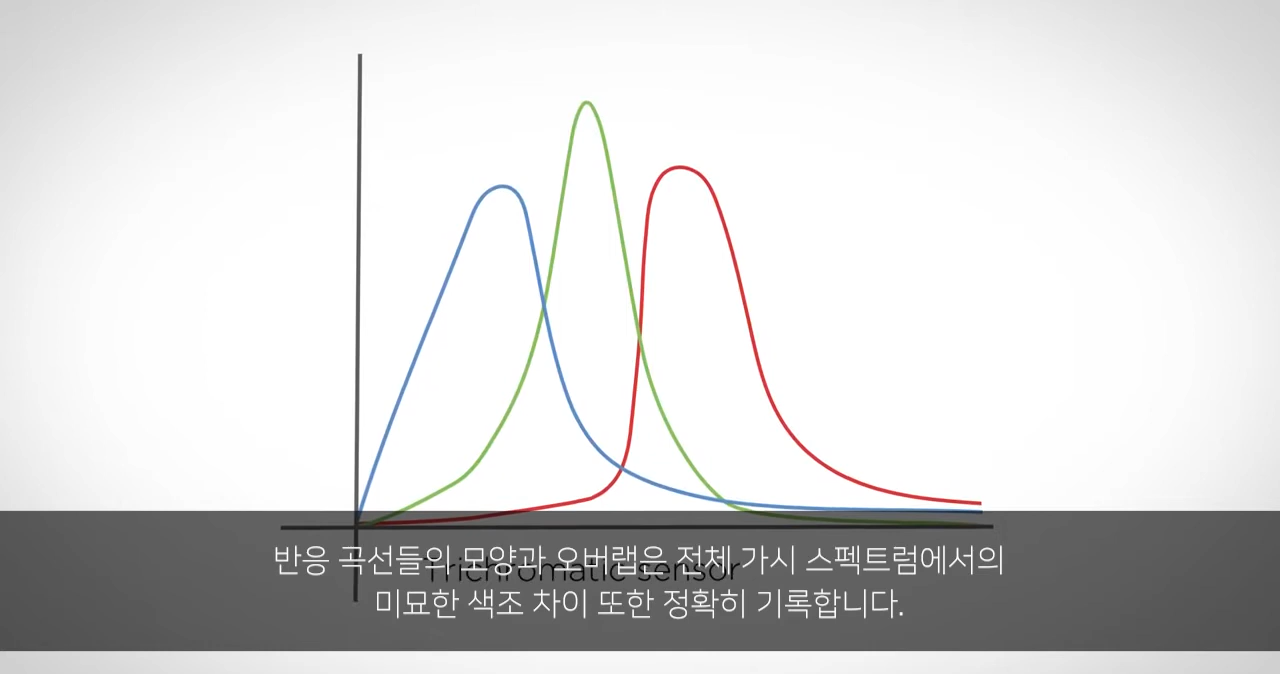 반응 곡선들의 모양과 오버랩은 전체 가시 스펙트럼에서의
미묘한 색조 차이 또한 정확히 기록합니다.
Trichromatic sensor